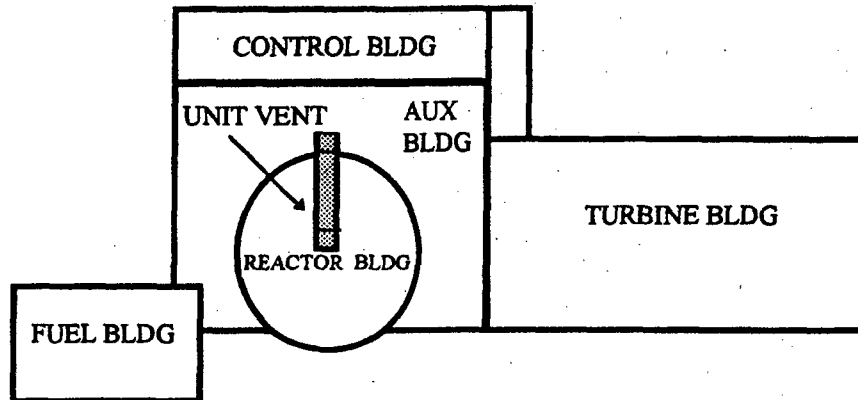 CONTROL BLDG
UNIT VENT
AUX
BLDG
TURBINE BLDG
REACTOR BLDG
FUEL BLDG